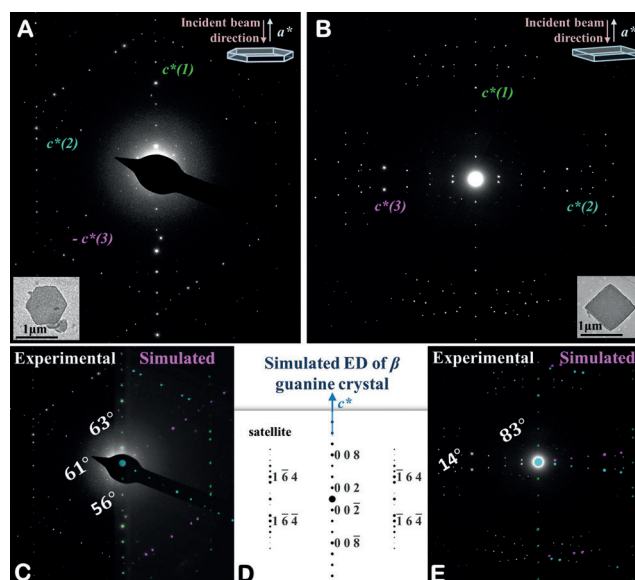 A
Incident beam
direction
a*
c*(1)
c*(2)
- c*(3)
1μm
B
Incident beam
direction
a*
c*(1)
c*(3)
c*(2)
1μm
Experimental
Simulated
63°
61°
56°
C
Simulated ED of β
guanine crystal
c*
satellite
0 0 8
1 6̅ 4
1̅ 6̅ 4
0 0 2
0 0 2̅
1 6̅ 4̅
1̅ 6̅ 4̅
0 0 8̅
D
Experimental
Simulated
83°
14°
E